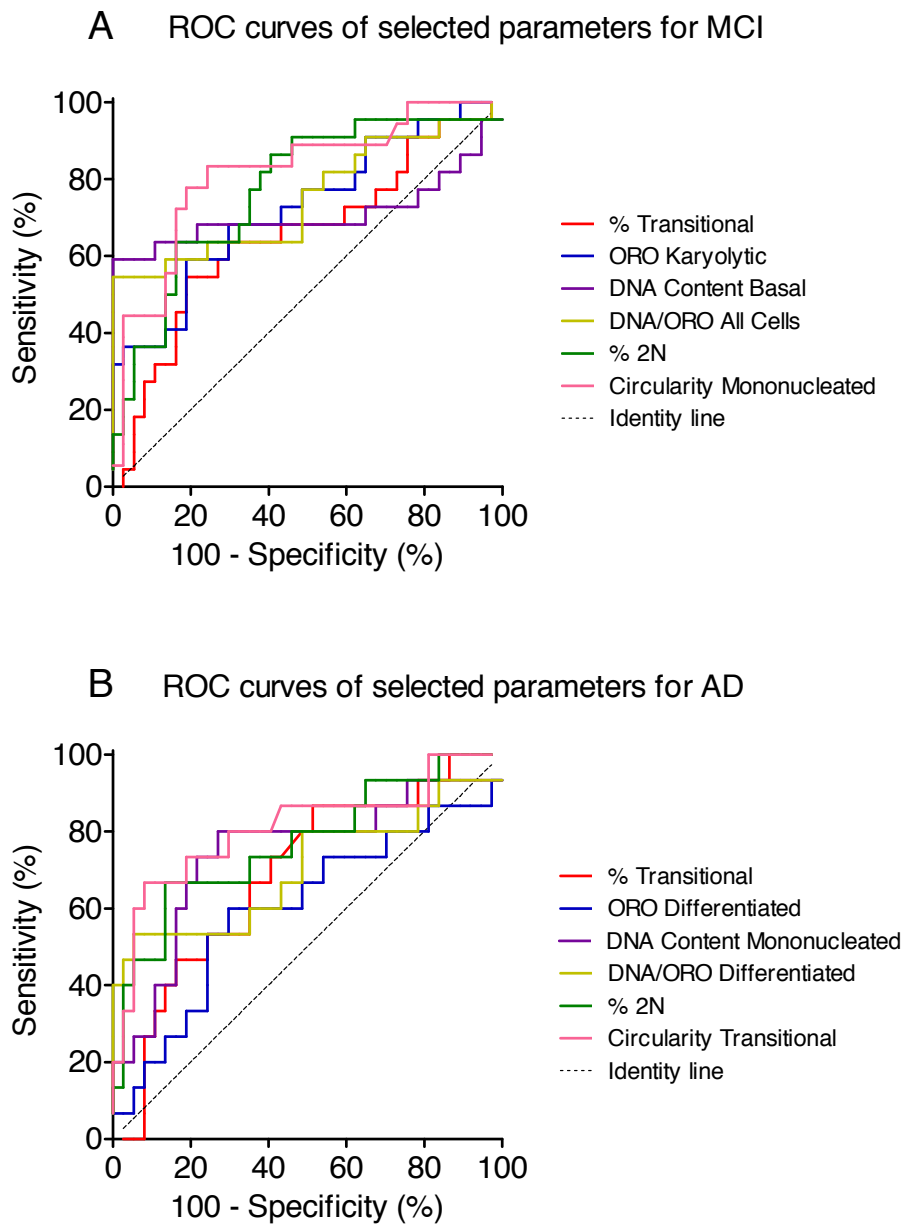 A ROC curves of selected parameters for MCI
100
80
60
40
20
0
Sensitivity (%)
0 20 40 60 80 100
100 - Specificity (%)
% Transitional
ORO Karyolytic
DNA Content Basal
DNA/ORO All Cells
% 2N
Circularity Mononucleated
Identity line
B ROC curves of selected parameters for AD
100
80
60
40
20
0
Sensitivity (%)
0 20 40 60 80 100
100 - Specificity (%)
% Transitional
ORO Differentiated
DNA Content Mononucleated
DNA/ORO Differentiated
% 2N
Circularity Transitional
Identity line